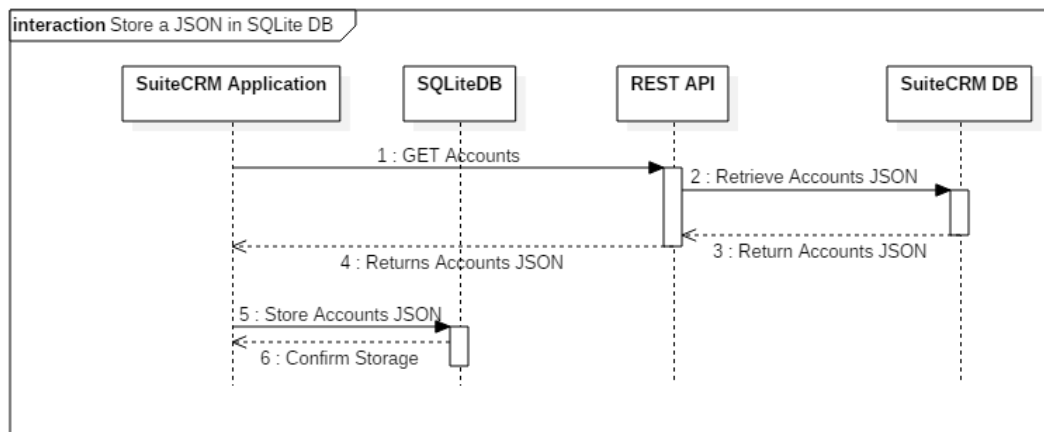 interaction Store a JSON in SQLite DB
SuiteCRM Application
SQLiteDB
REST API
SuiteCRM DB
1 : GET Accounts
2 : Retrieve Accounts JSON
3 : Return Accounts JSON
4 : Returns Accounts JSON
5 : Store Accounts JSON
6 : Confirm Storage